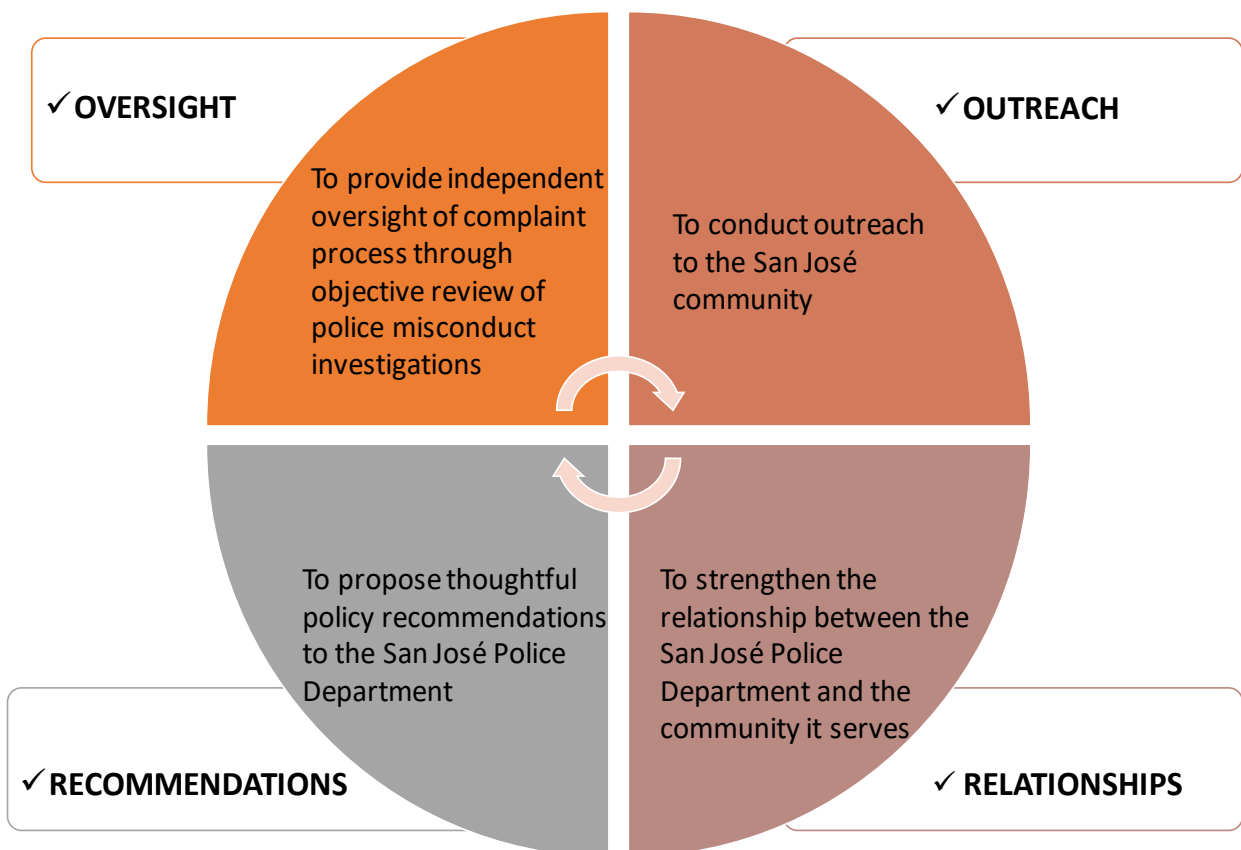 ✓ OVERSIGHT
To provide independent
oversight of complaint
process through
objective review of
police misconduct
investigations
✓ OUTREACH
To conduct outreach
to the San José
community
To propose thoughtful
policy recommendations
to the San José Police
Department
✓ RECOMMENDATIONS
To strengthen the
relationship between the
San José Police
Department and the
community it serves
✓ RELATIONSHIPS